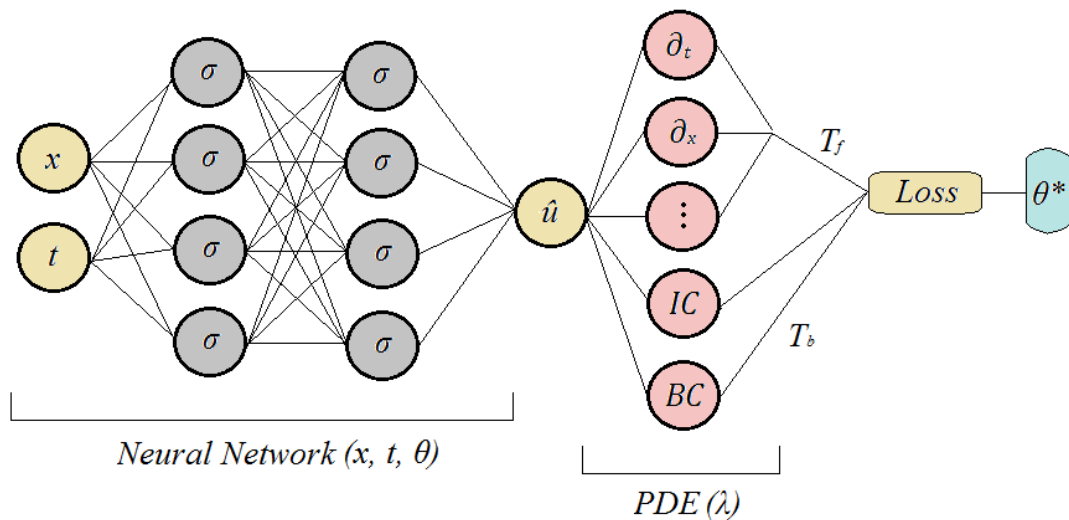 x
t
σ
σ
σ
σ
σ
σ
σ
σ
û
∂t
∂x
⋮
IC
BC
Tf
Tb
Loss
θ*
Neural Network (x, t, θ)
PDE (λ)